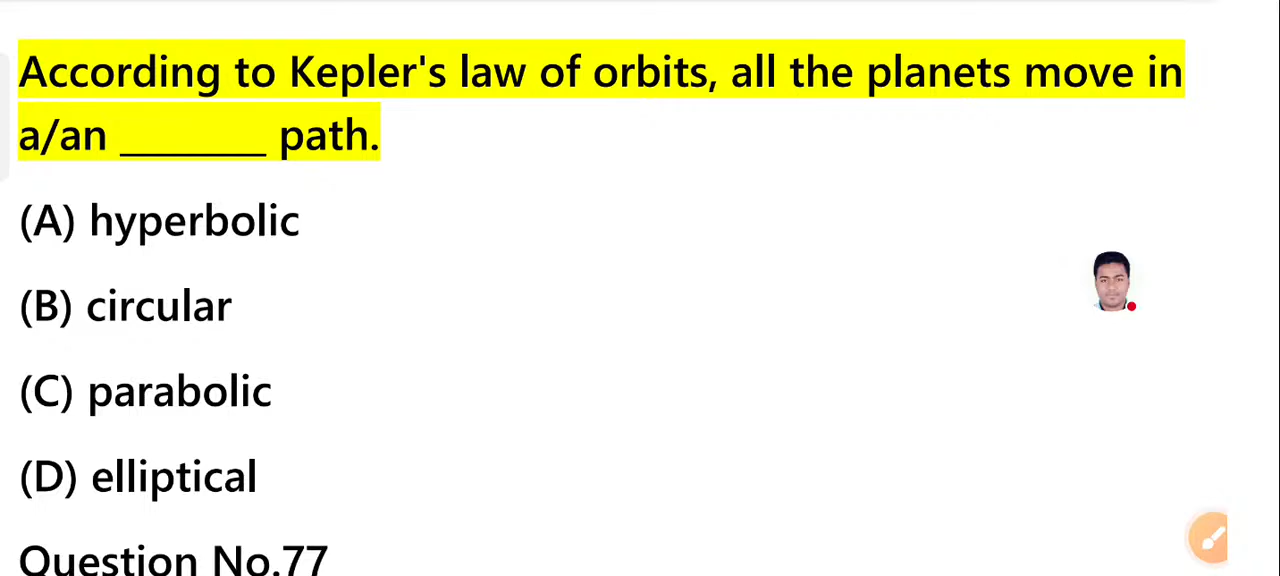 According to Kepler's law of orbits, all the planets move in
a/an ______ path.
(A) hyperbolic
(B) circular
(C) parabolic
(D) elliptical
Question No.77